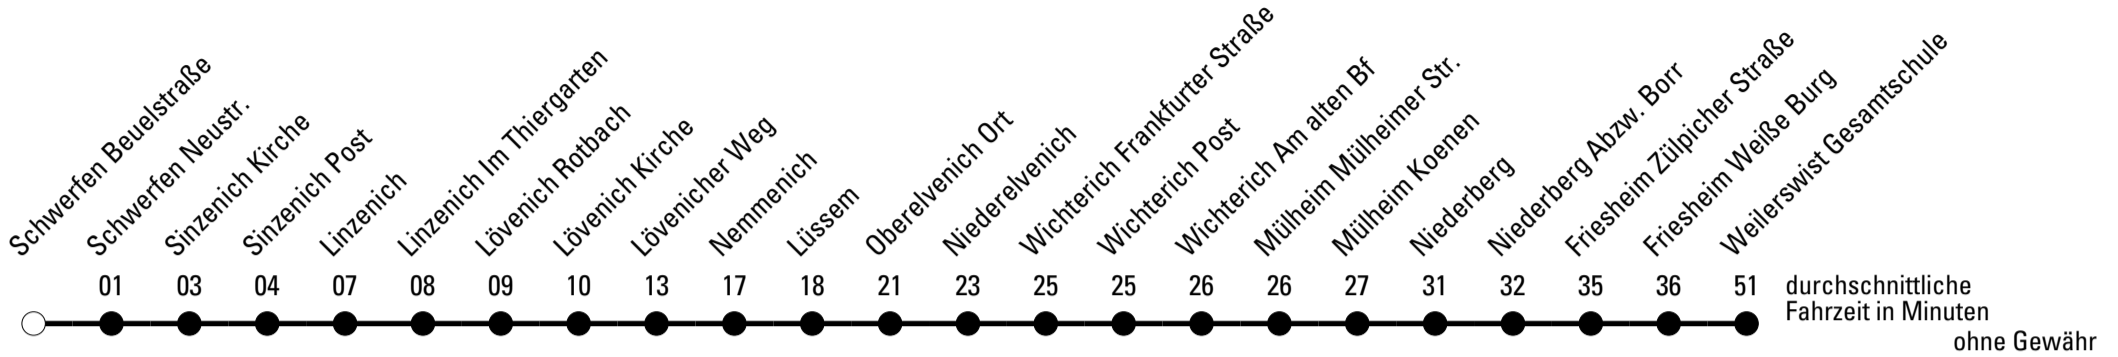 Schwerfen Beuelstraße
Schwerfen Neustr.
Sinzenich Kirche
Sinzenich Post
Linzenich
Linzenich Im Thiergarten
Lövenich Rotbach
Lövenich Kirche
Lövenicher Weg
Nemmenich
Lüssem
Oberelvenich Ort
Niederelvenich
Wichterich Frankfurter Straße
Wichterich Post
Wichterich Am alten Bf
Mülheim Mülheimer Str.
Mülheim Koenen
Niederberg
Niederberg Abzw. Borr
Friesheim Zülpicher Straße
Friesheim Weiße Burg
Weilerswist Gesamtschule
01 03 04 07 08 09 10 13 17 18 21 23 25 25 26 26 27 31 32 35 36 51
durchschnittliche
Fahrzeit in Minuten
ohne Gewähr